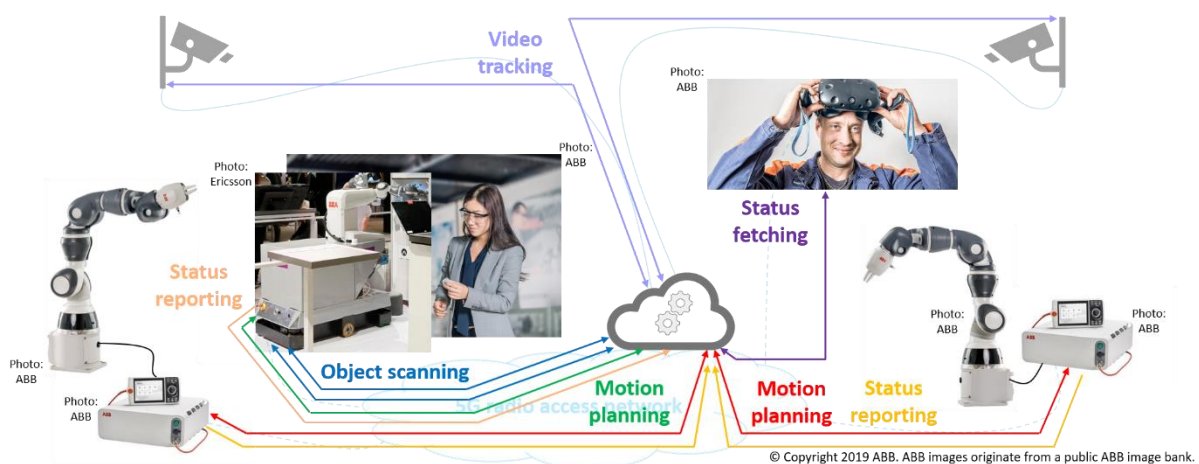 Video
tracking
Photo:
ABB
Photo:
ABB
Photo:
Ericsson
Status
reporting
Status
fetching
Photo:
ABB
Photo:
ABB
Photo:
ABB
Photo:
ABB
ABB
ABB
ABB
Object scanning
Motion
planning
Motion
planning
Status
reporting
5G radio access network
© Copyright 2019 ABB. ABB images originate from a public ABB image bank.